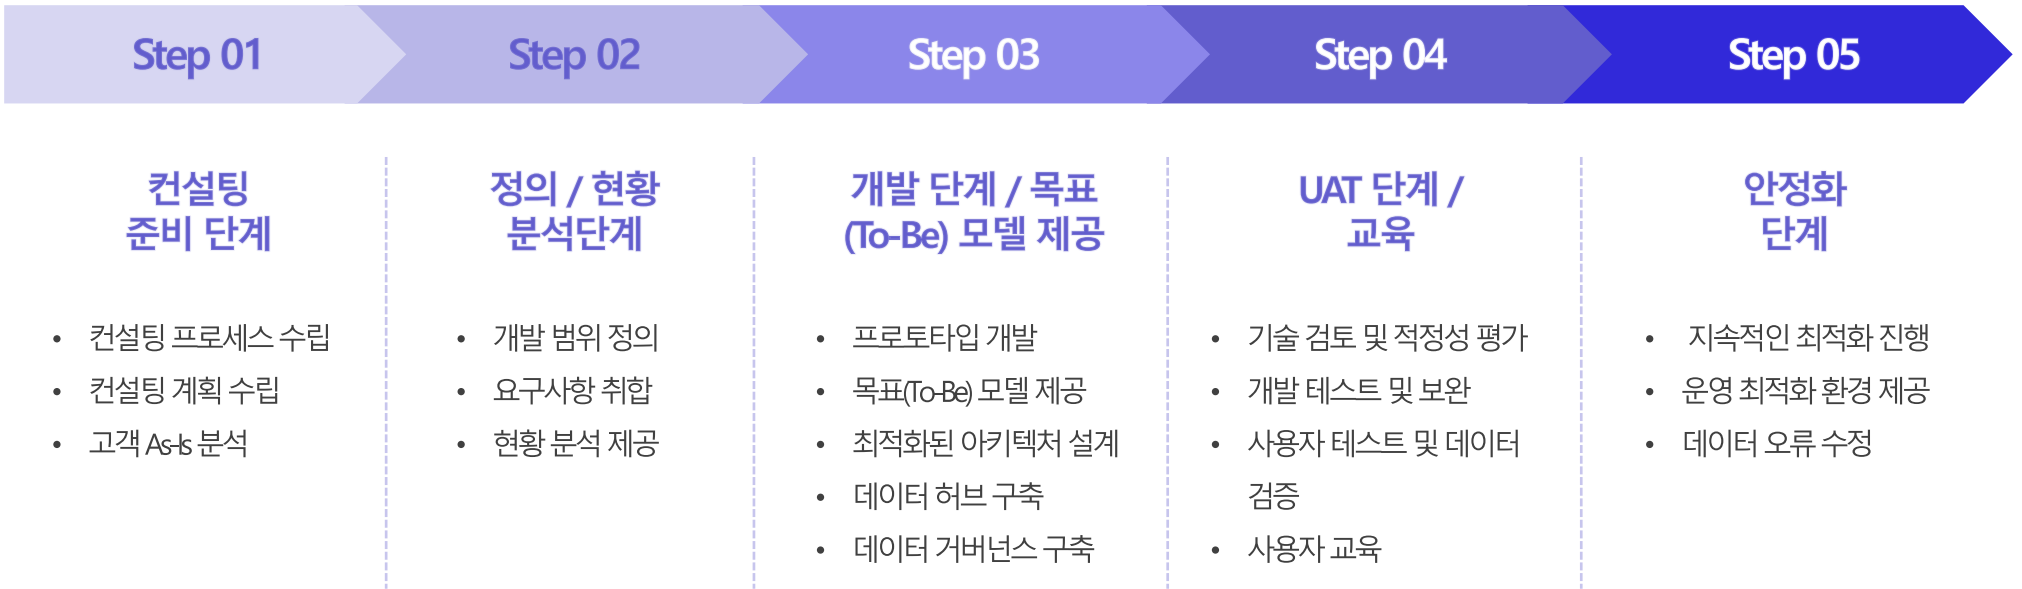 Step 01
Step 02
Step 03
Step 04
Step 05
컨설팅
준비 단계
• 컨설팅 프로세스 수립
• 컨설팅 계획 수립
• 고객 As-Is 분석
정의 / 현황
분석단계
• 개발 범위 정의
• 요구사항 취합
• 현황 분석 제공
개발 단계 / 목표
(To-Be) 모델 제공
• 프로토타입 개발
• 목표(To-Be) 모델 제공
• 최적화된 아키텍처 설계
• 데이터 허브 구축
• 데이터 거버넌스 구축
UAT 단계 /
교육
• 기술 검토 및 적정성 평가
• 개발 테스트 및 보완
• 사용자 테스트 및 데이터
검증
• 사용자 교육
안정화
단계
• 지속적인 최적화 진행
• 운영 최적화 환경 제공
• 데이터 오류 수정